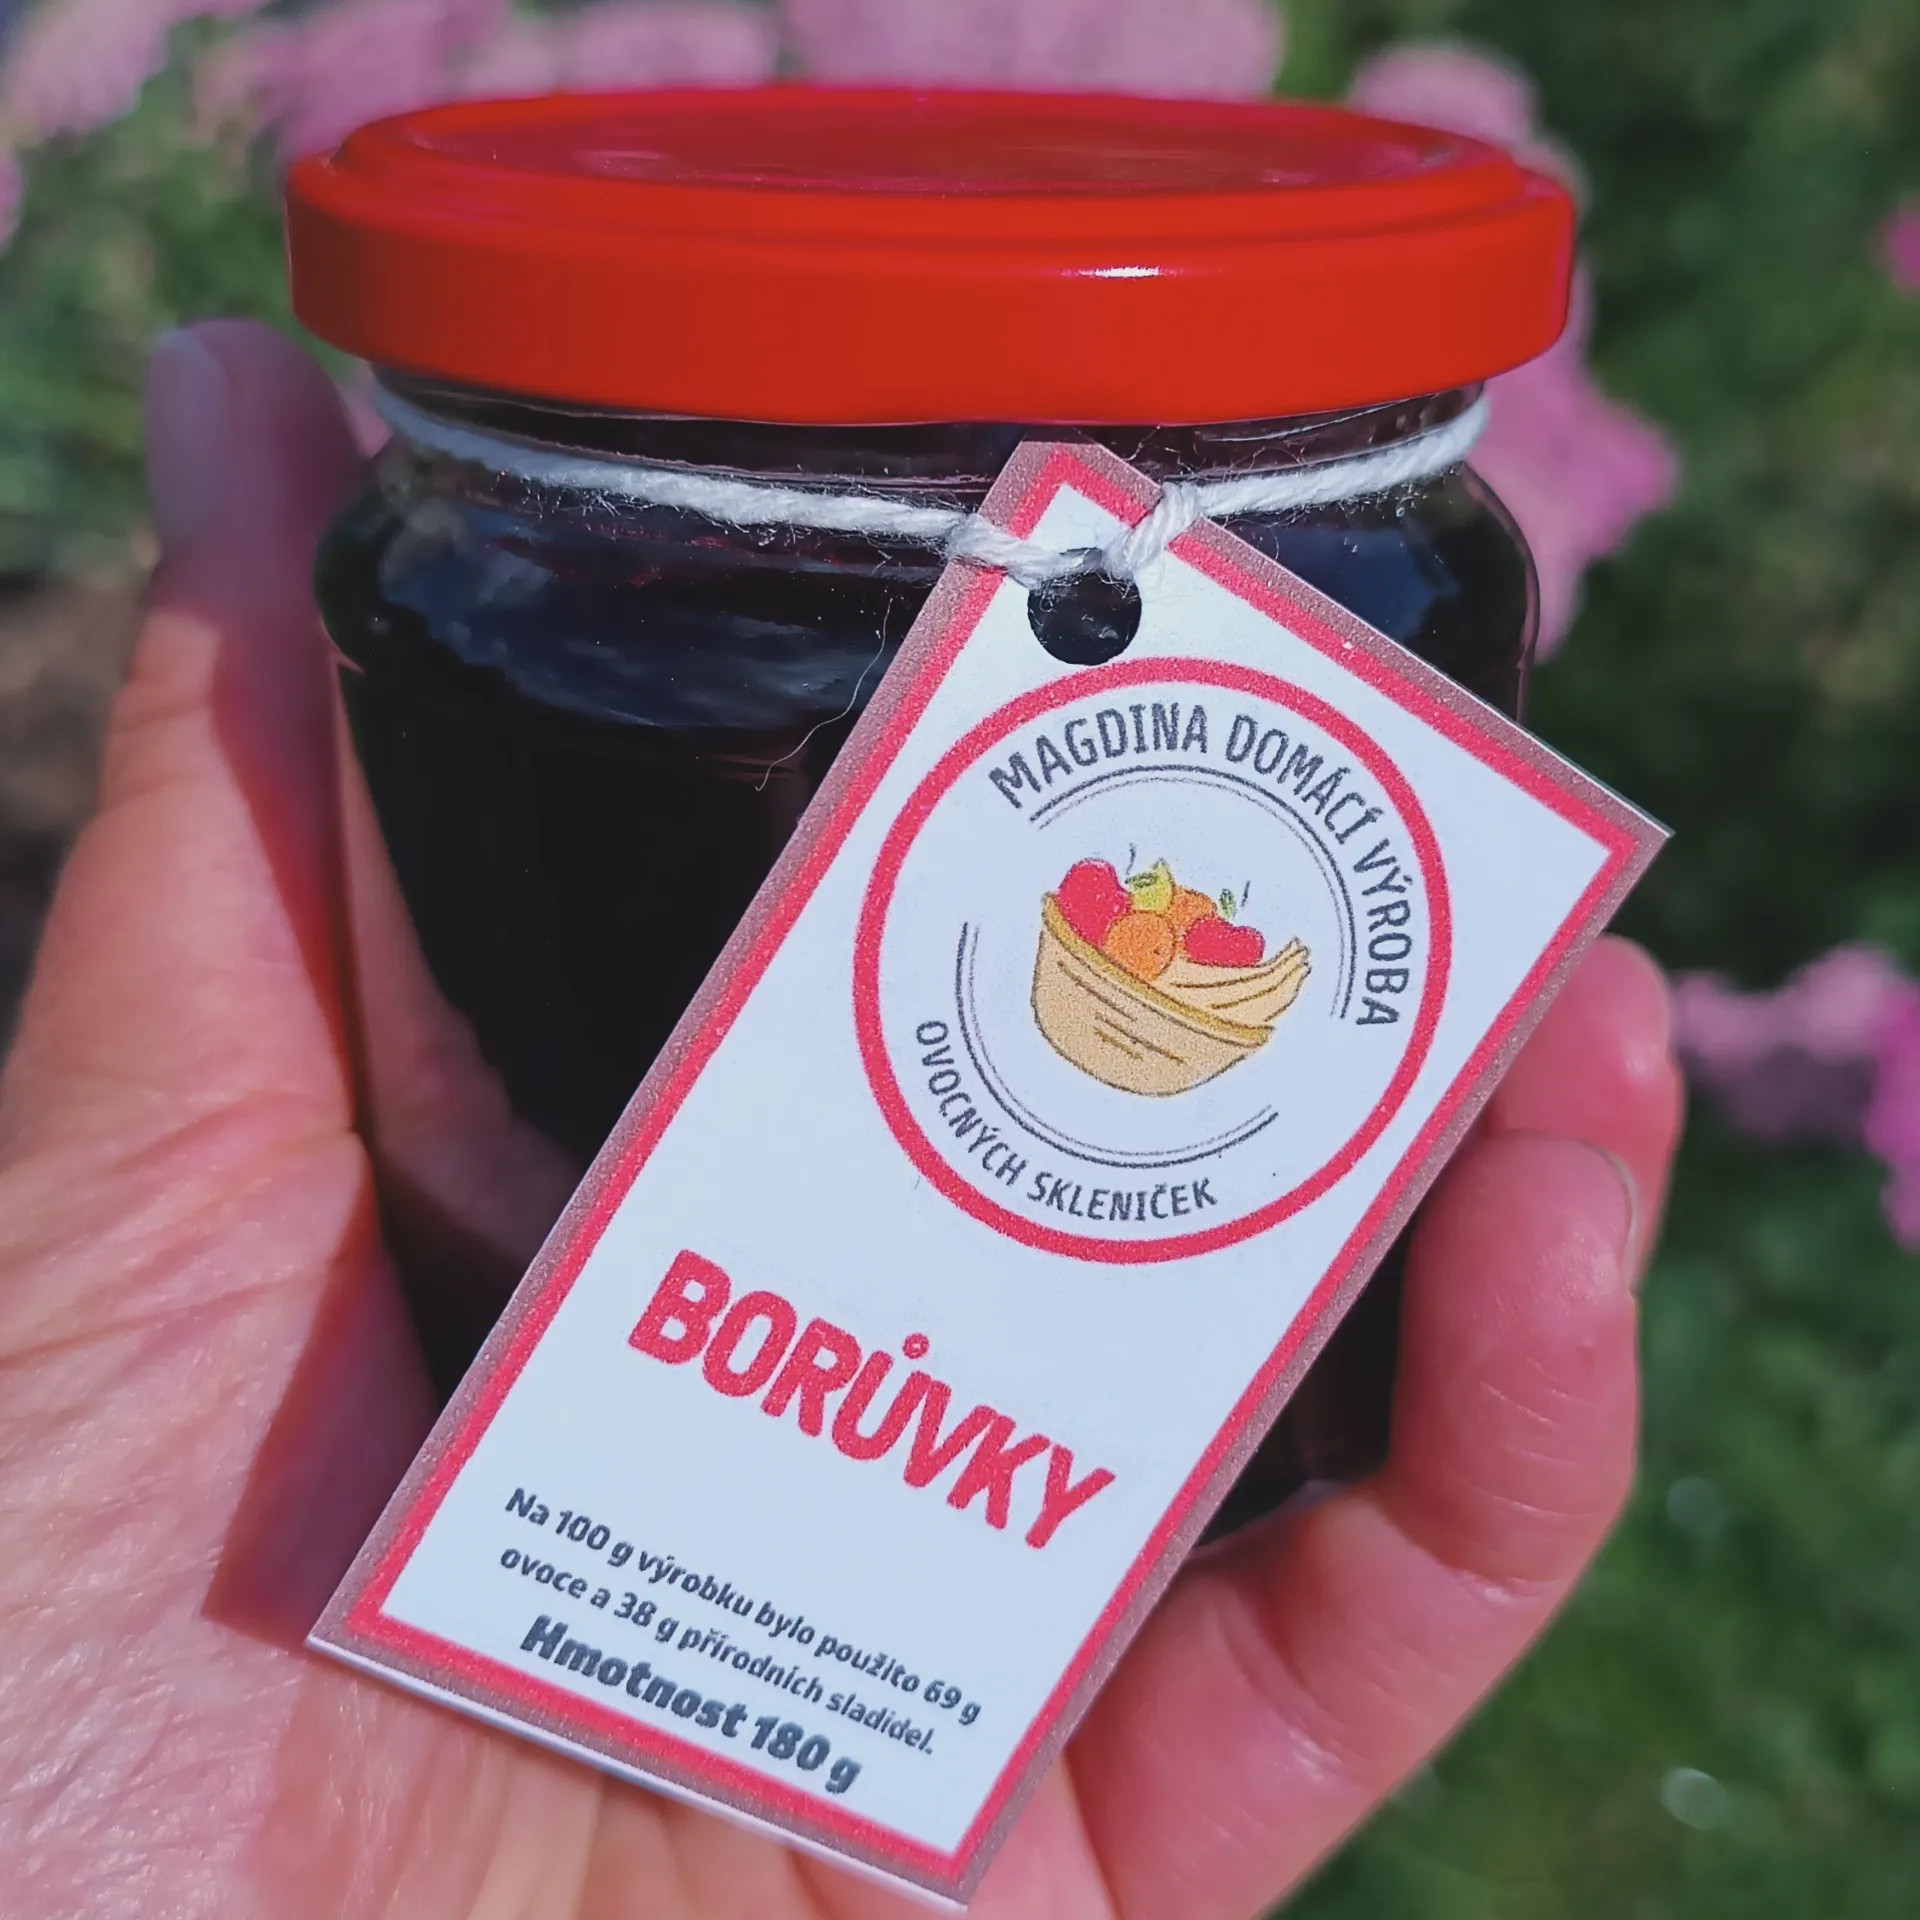 MAGDINA DOMÁCÍ VÝROBA
OVOCNÝCH SKLENIČEK
BORŮVKY
Na 100 g výrobku bylo použito 69 g
ovoce a 38 g přírodních sladidel.
Hmotnost 180 g